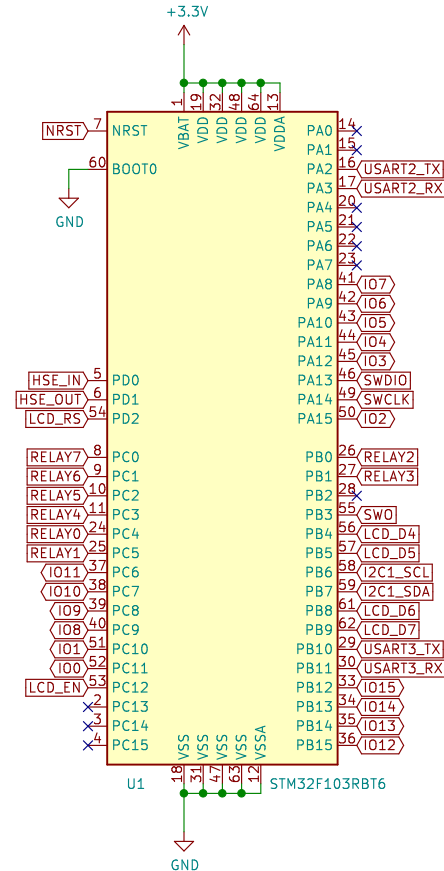 +3.3V
1 19 32 48 64 13
VBAT VDD VDD VDD VDD VDDA
NRST 7 NRST PA0 14
PA1 15
60 BOOT0 PA2 16 USART2_TX
PA3 17 USART2_RX
GND PA4 20
PA5 21
PA6 22
PA7 23
PA8 41 IO7
PA9 42 IO6
PA10 43 IO5
PA11 44 IO4
PA12 45 IO3
HSE_IN 5 PD0 PA13 46 SWDIO
HSE_OUT 6 PD1 PA14 49 SWCLK
LCD_RS 54 PD2 PA15 50 IO2
RELAY7 8 PC0 PB0 26 RELAY2
RELAY6 9 PC1 PB1 27 RELAY3
RELAY5 10 PC2 PB2 28
RELAY4 11 PC3 PB3 55 SWO
RELAY0 24 PC4 PB4 56 LCD_D4
RELAY1 25 PC5 PB5 57 LCD_D5
IO11 37 PC6 PB6 58 I2C1_SCL
IO10 38 PC7 PB7 59 I2C1_SDA
IO9 39 PC8 PB8 61 LCD_D6
IO8 40 PC9 PB9 62 LCD_D7
IO1 51 PC10 PB10 29 USART3_TX
IO0 52 PC11 PB11 30 USART3_RX
LCD_EN 53 PC12 PB12 33 IO15
2 PC13 PB13 34 IO14
3 PC14 PB14 35 IO13
4 PC15 PB15 36 IO12
VSS VSS VSS VSS VSSA
18 31 47 63 12
U1 STM32F103RBT6
GND